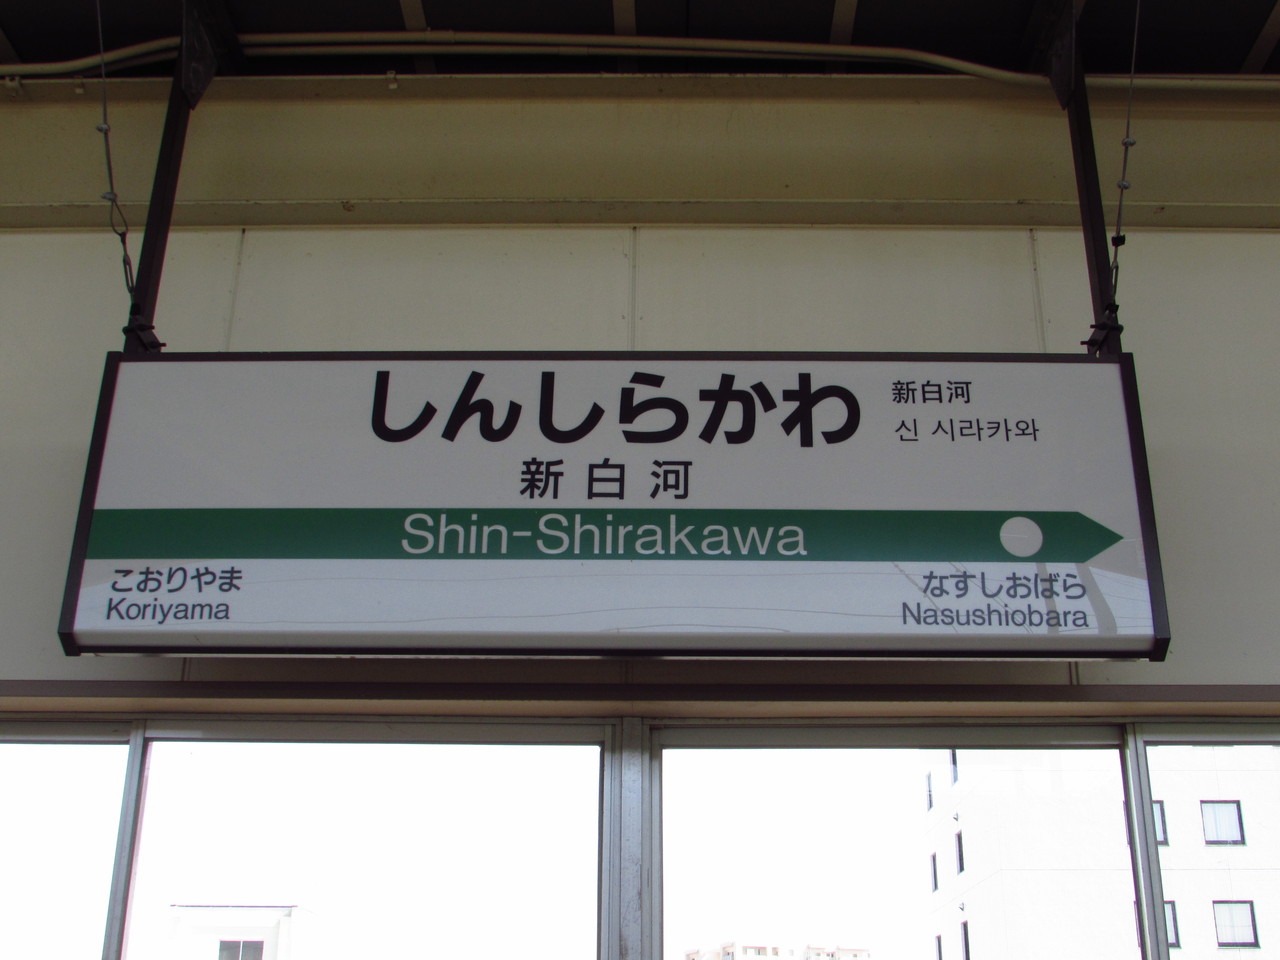 しんしらかわ
新白河
신 시라카와
新白河
Shin-Shirakawa
こおりやま
Koriyama
なすしおばら
Nasushiobara